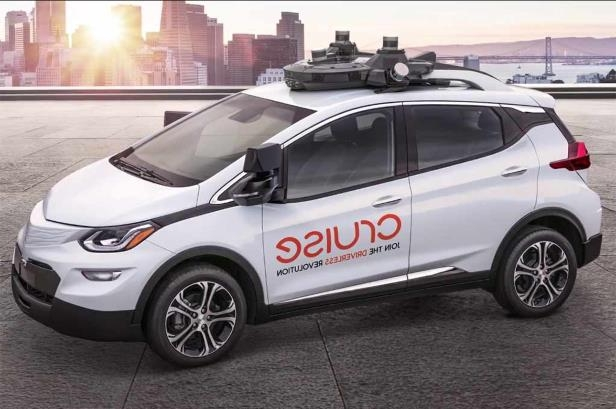 cruise
JOIN THE DRIVERLESS
REVOLUTION